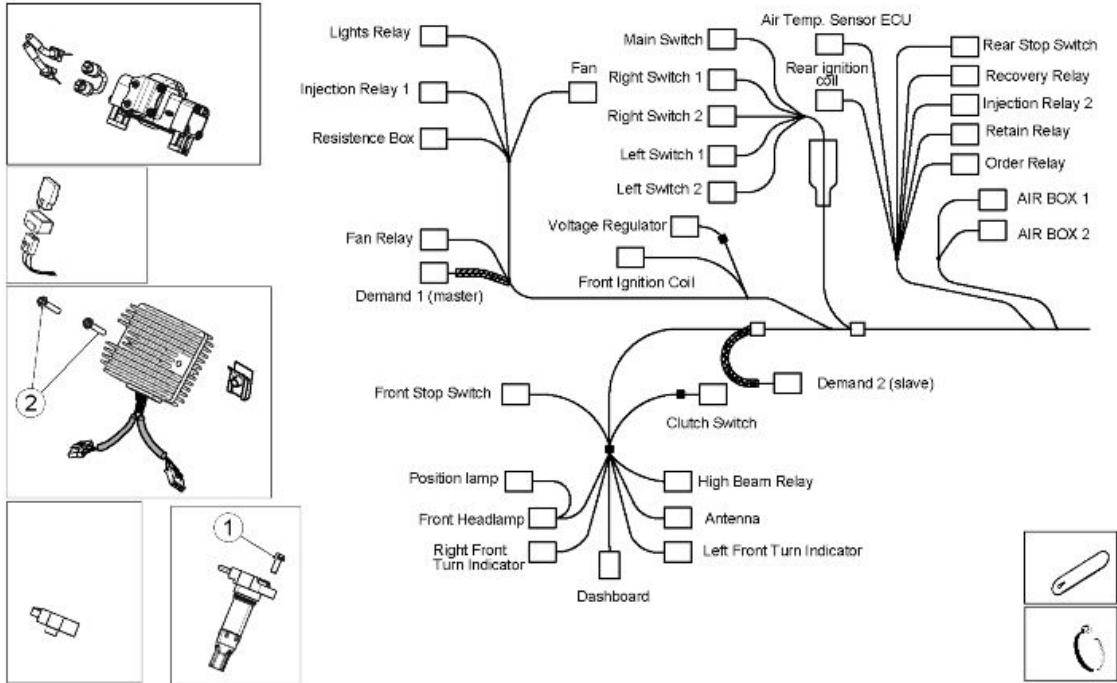 Lights Relay
Injection Relay 1
Resistence Box
Fan
Main Switch
Right Switch 1
Right Switch 2
Left Switch 1
Left Switch 2
Air Temp. Sensor ECU
Rear ignition
coil
Rear Stop Switch
Recovery Relay
Injection Relay 2
Retain Relay
Order Relay
AIR BOX 1
AIR BOX 2
Fan Relay
Demand 1 (master)
Voltage Regulator
Front Ignition Coil
2
Front Stop Switch
Clutch Switch
Demand 2 (slave)
Position lamp
Front Headlamp
Right Front
Turn Indicator
High Beam Relay
Antenna
Left Front Turn Indicator
Dashboard
1